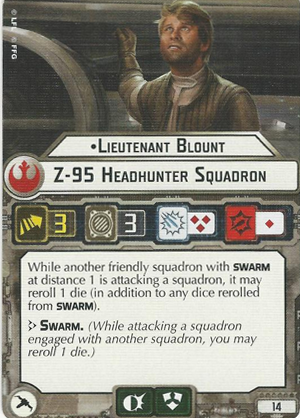 © LFL © FFG
•Lieutenant Blount
Z-95 Headhunter Squadron
3 3
While another friendly squadron with SWARM
at distance 1 is attacking a squadron, it may
reroll 1 die (in addition to any dice rerolled
from SWARM).
Swarm. (While attacking a squadron
engaged with another squadron, you may
reroll 1 die.)
14